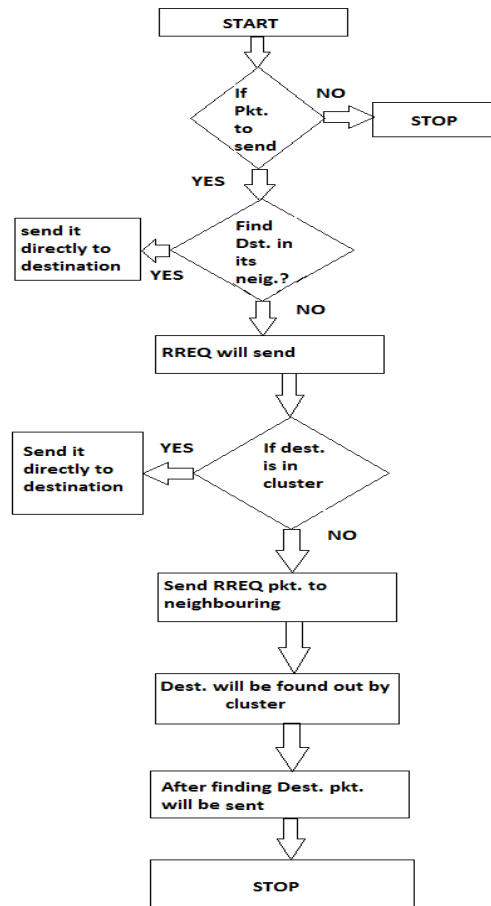 START
If
Pkt.
to
send
NO
STOP
YES
Find
Dst. in
its
neig.?
send it
directly to
destination
YES
NO
RREQ will send
If dest.
is in
cluster
YES
Send it
directly to
destination
NO
Send RREQ pkt. to
neighbouring
Dest. will be found out by
cluster
After finding Dest. pkt.
will be sent
STOP